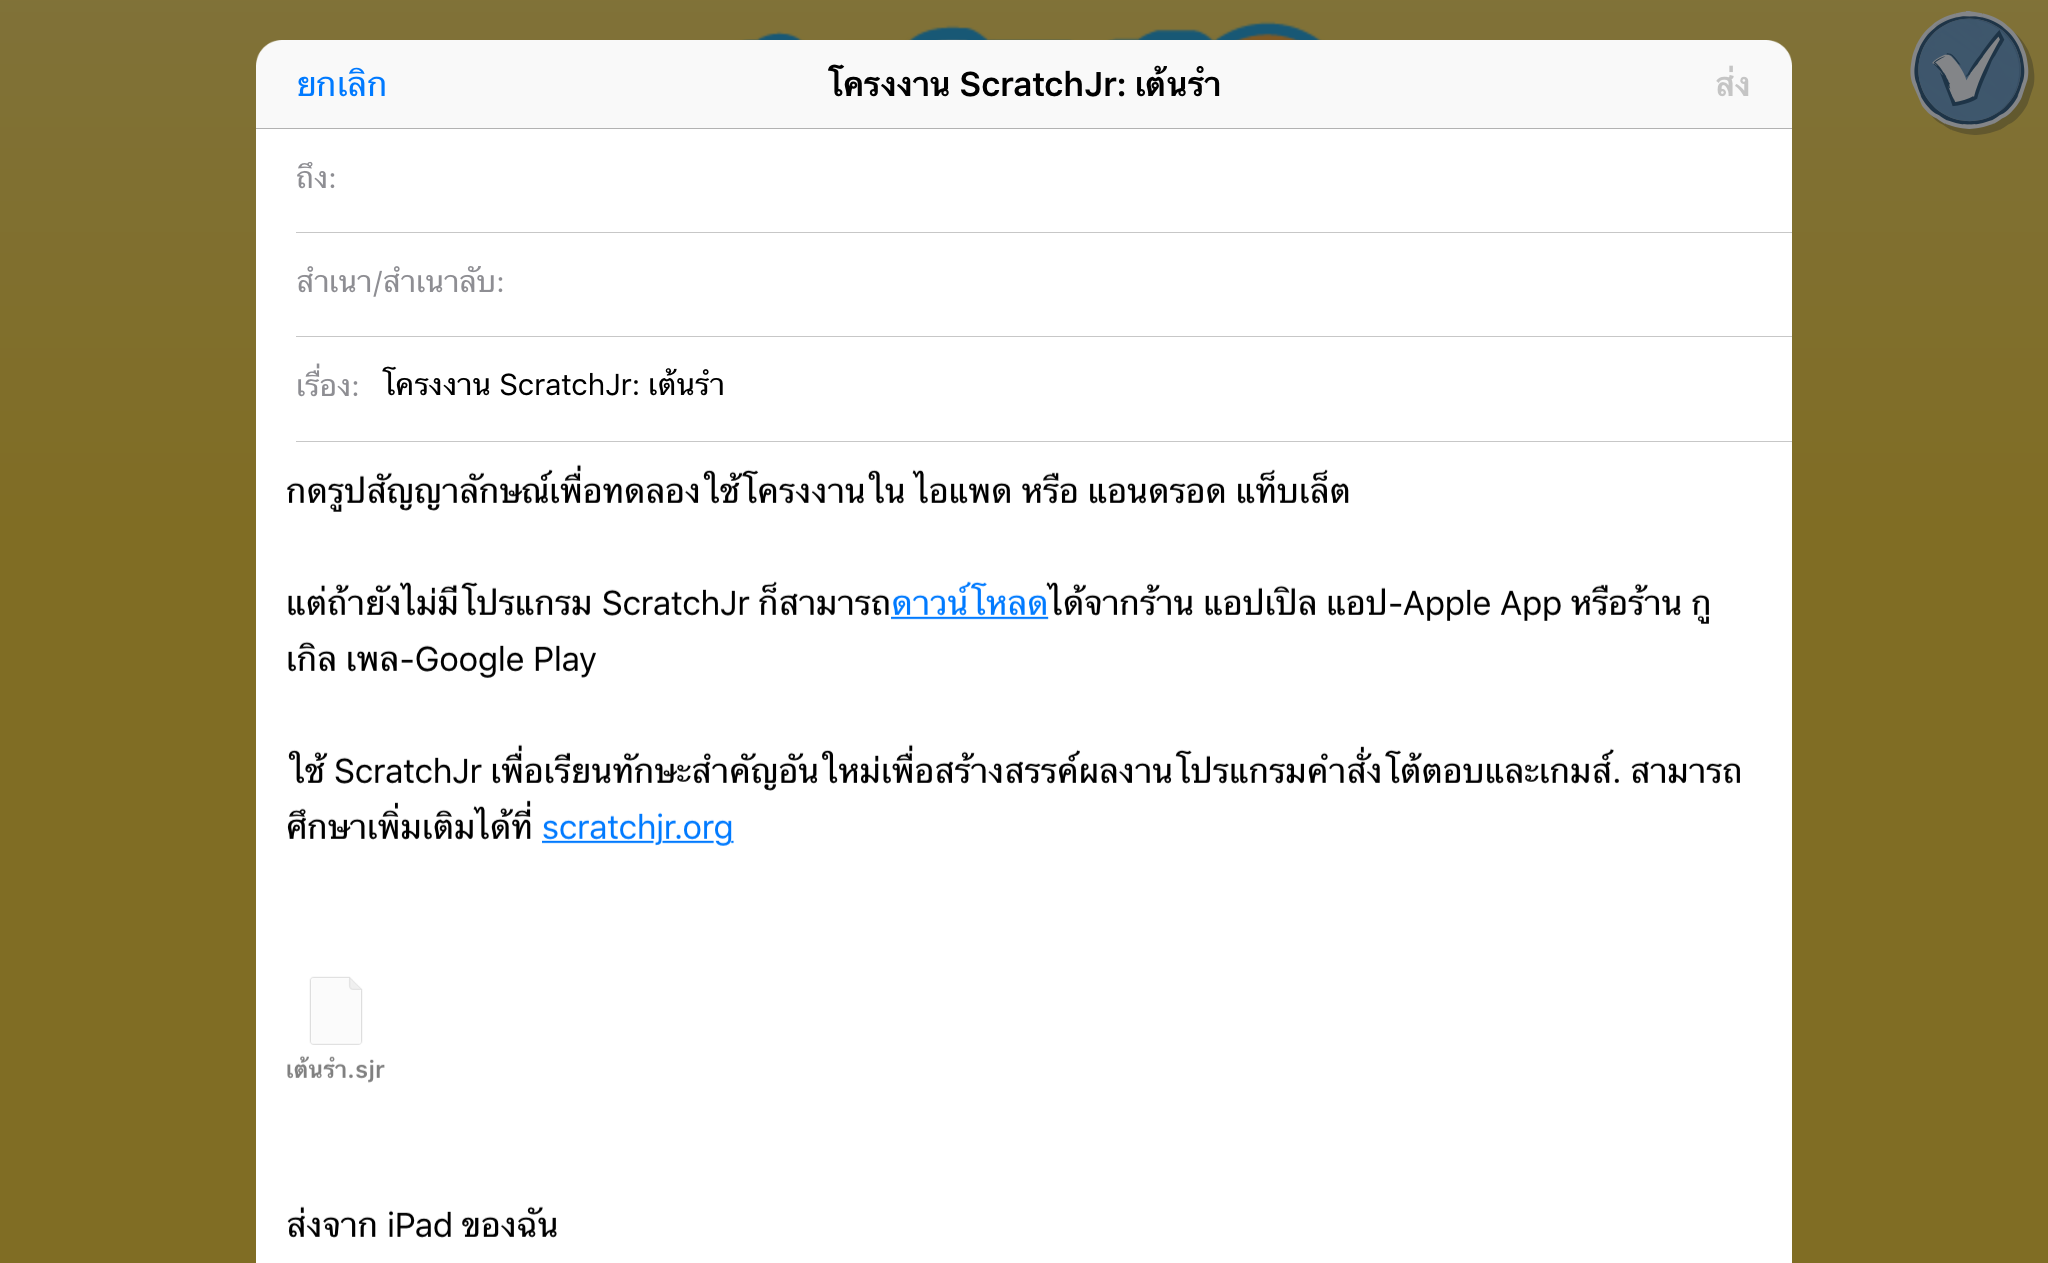 ยกเลิก โครงงาน ScratchJr: เต้นรำ ส่ง
ถึง:
สำเนา/สำเนาลับ:
เรื่อง: โครงงาน ScratchJr: เต้นรำ
กดรูปสัญญาลักษณ์เพื่อทดลองใช้โครงงานใน ไอแพด หรือ แอนดรอด แท็บเล็ต
แต่ถ้ายังไม่มีโปรแกรม ScratchJr ก็สามารถดาวน์โหลดได้จากร้าน แอปเปิล แอป-Apple App หรือร้าน กู
เกิล เพล-Google Play
ใช้ ScratchJr เพื่อเรียนทักษะสำคัญอันใหม่เพื่อสร้างสรรค์ผลงานโปรแกรมคำสั่งโต้ตอบและเกมส์. สามารถ
ศึกษาเพิ่มเติมได้ที่ scratchjr.org
เต้นรำ.sjr
ส่งจาก iPad ของฉัน